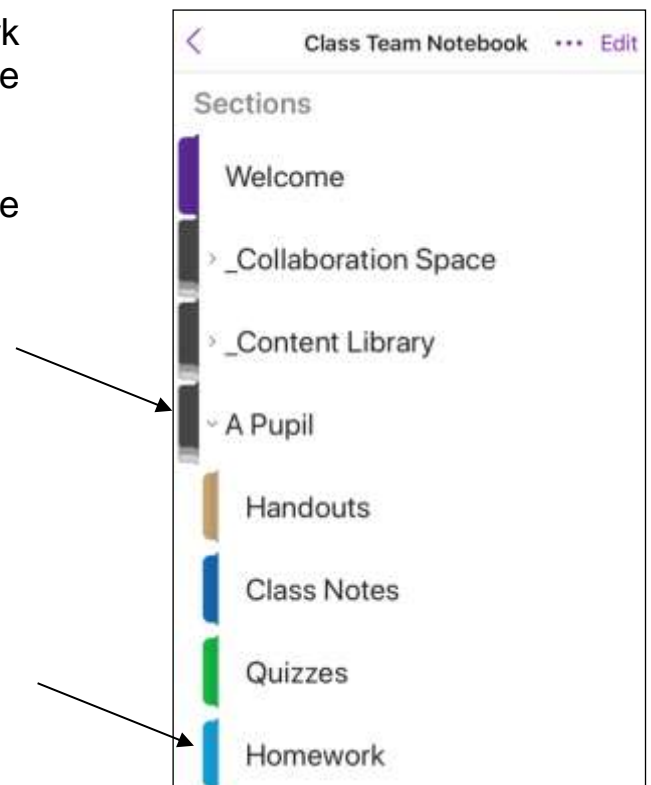 Class Team Notebook ••• Edit
Sections
Welcome
_Collaboration Space
_Content Library
A Pupil
Handouts
Class Notes
Quizzes
Homework